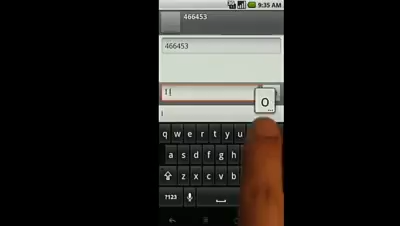 9:35 AM
466453
466453
I
O
I
q w e r t y u
a s d f g h
z x c v b
?123